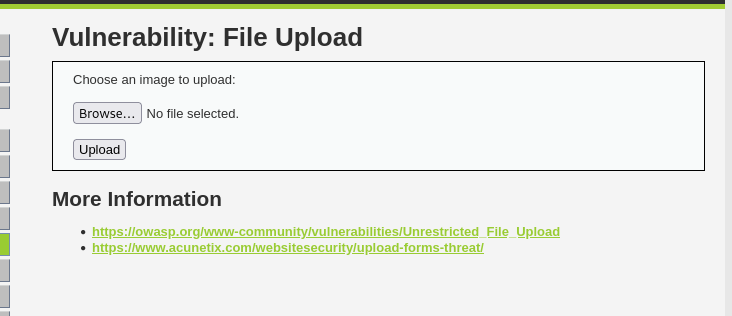 Vulnerability: File Upload
Choose an image to upload:
Browse... No file selected.
Upload
More Information
https://owasp.org/www-community/vulnerabilities/Unrestricted_File_Upload
https://www.acunetix.com/websitesecurity/upload-forms-threat/